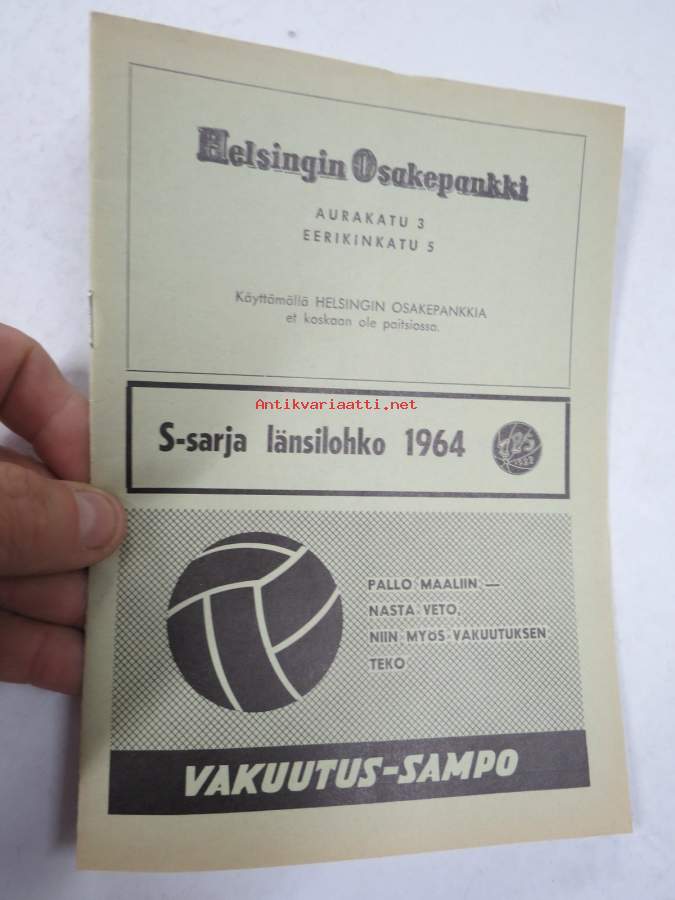 Helsingin Osakepankki
AURAKATU 3
EERIKINKATU 5
Käyttämällä HELSINGIN OSAKEPANKKIA
et koskaan ole paitsiossa.
Antikvariaatti.net
S-sarja länsilohko 1964
25
PALLO MAALIIN —
NASTA VETO,
NIIN MYÖS VAKUUTUKSEN
TEKO
VAKUUTUS-SAMPO